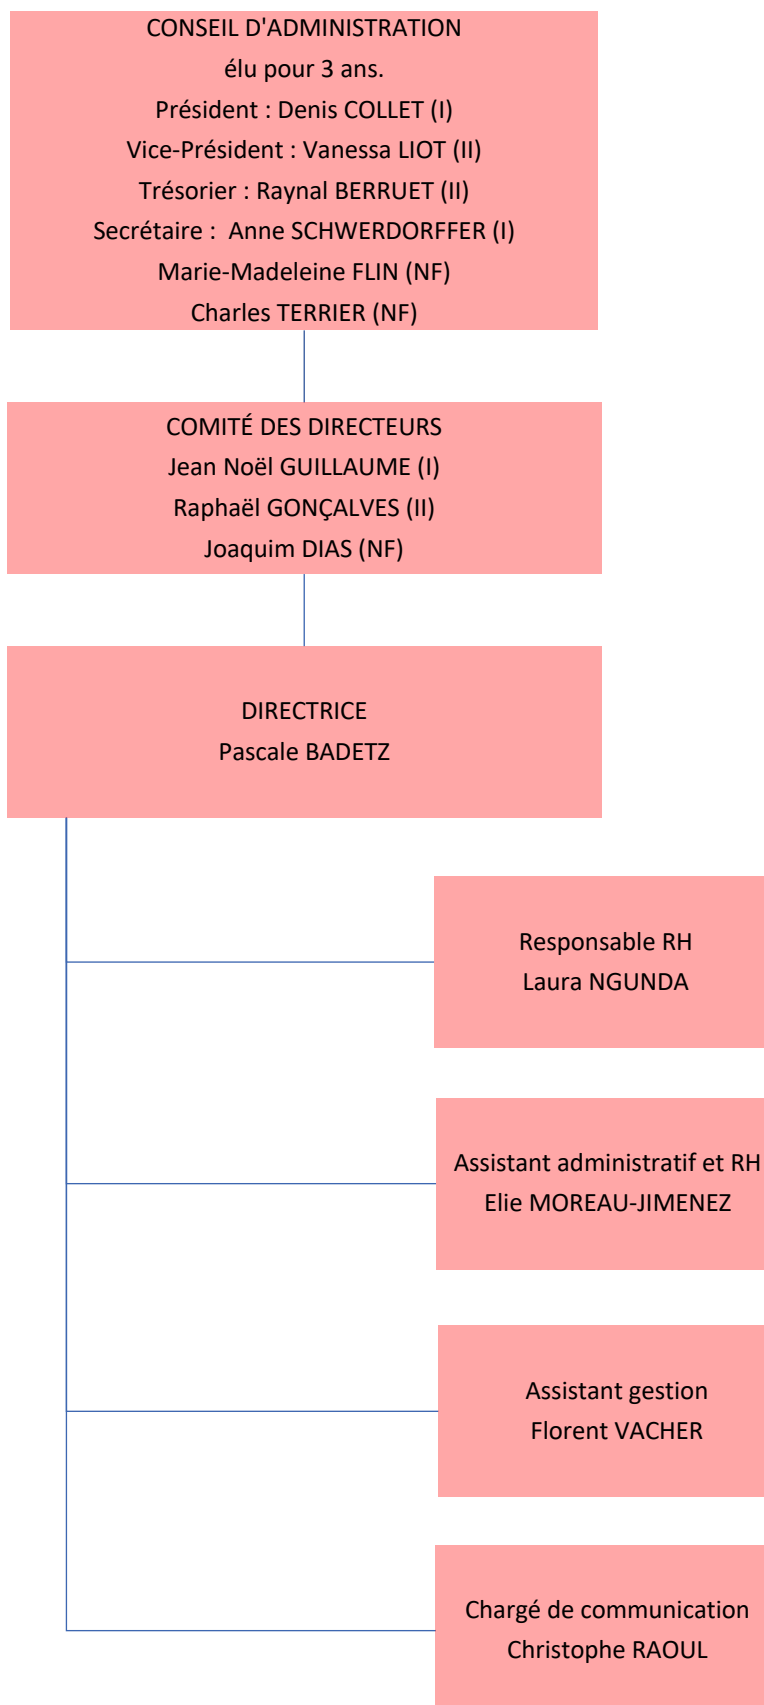 CONSEIL D'ADMINISTRATION
élu pour 3 ans.
Président : Denis COLLET (I)
Vice-Président : Vanessa LIOT (II)
Trésorier : Raynal BERRUET (II)
Secrétaire :  Anne SCHWERDORFFER (I)
Marie-Madeleine FLIN (NF)
Charles TERRIER (NF)
COMITÉ DES DIRECTEURS
Jean Noël GUILLAUME (I)
Raphaël GONÇALVES (II)
Joaquim DIAS (NF)
DIRECTRICE
Pascale BADETZ
Responsable RH
Laura NGUNDA
Assistant administratif et RH
Elie MOREAU-JIMENEZ
Assistant gestion
Florent VACHER
Chargé de communication
Christophe RAOUL